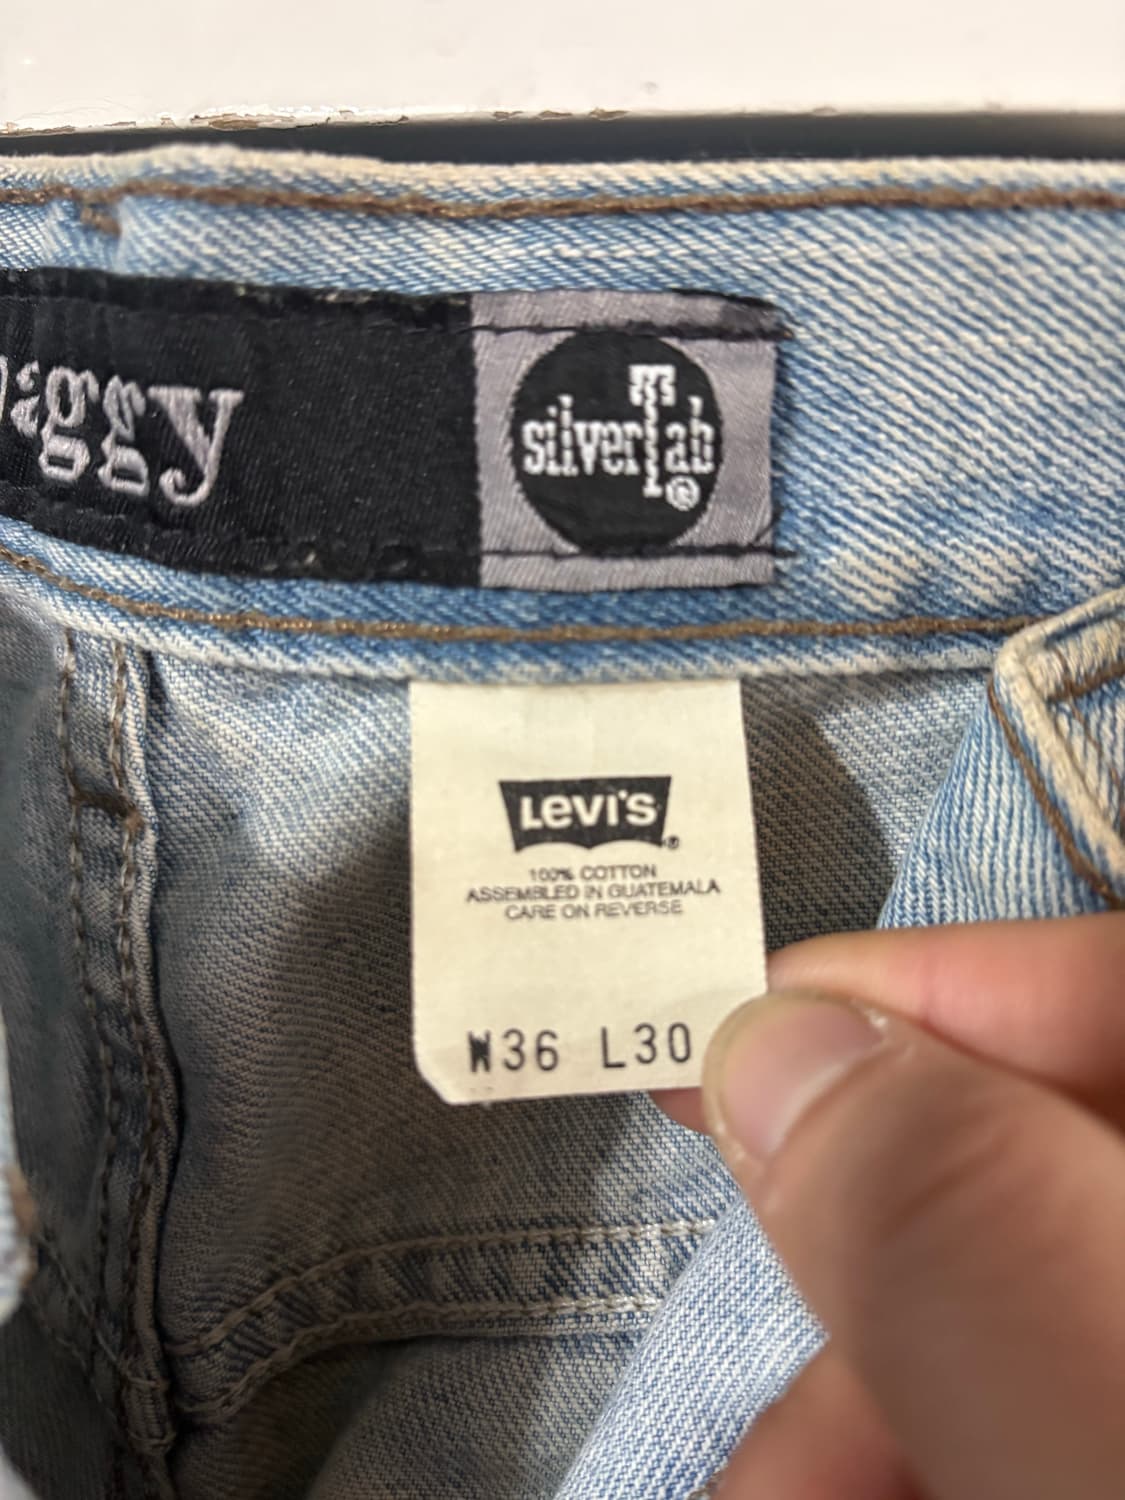 aggy
silverTab®
LEVI'S®
100% COTTON
ASSEMBLED IN GUATEMALA
CARE ON REVERSE
W36 L30